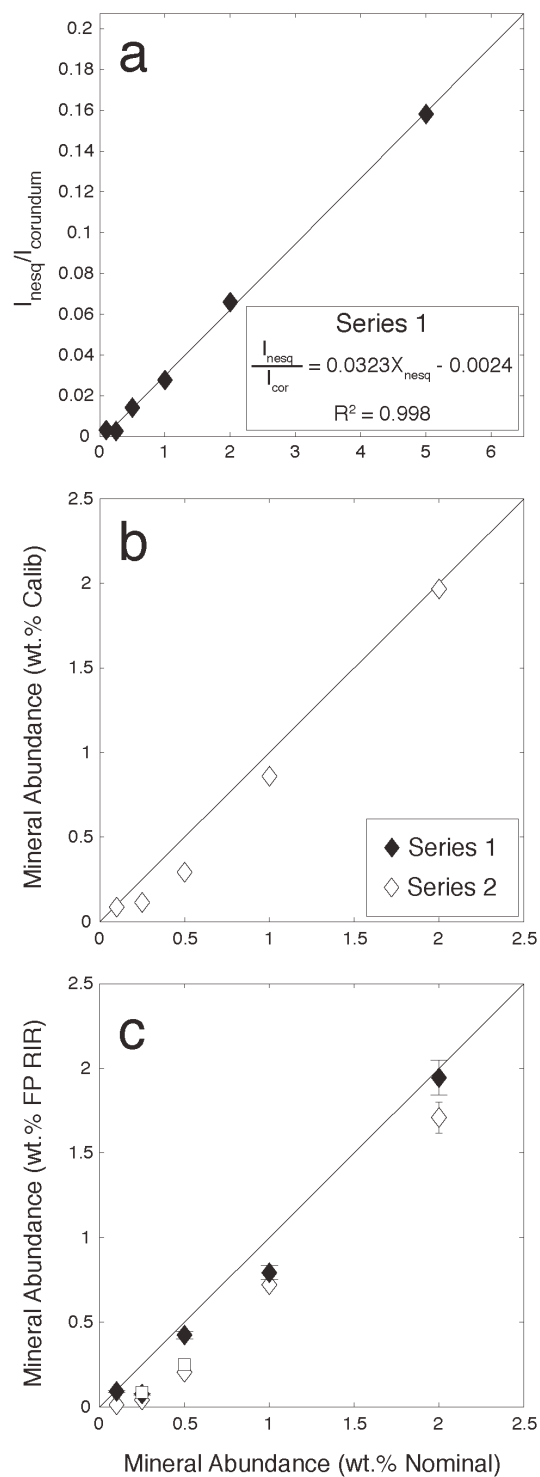 a
0.2
0.18
0.16
0.14
0.12
0.1
0.08
0.06
0.04
0.02
0
I_nesq/I_corundum
Series 1
I_nesq
I_cor
= 0.0323X_nesq - 0.0024
R² = 0.998
0 1 2 3 4 5 6
b
2.5
2
1.5
1
0.5
0
Mineral Abundance (wt.% Calib)
Series 1
Series 2
0 0.5 1 1.5 2 2.5
c
2.5
2
1.5
1
0.5
0
Mineral Abundance (wt.% FP RIR)
0 0.5 1 1.5 2 2.5
Mineral Abundance (wt.% Nominal)